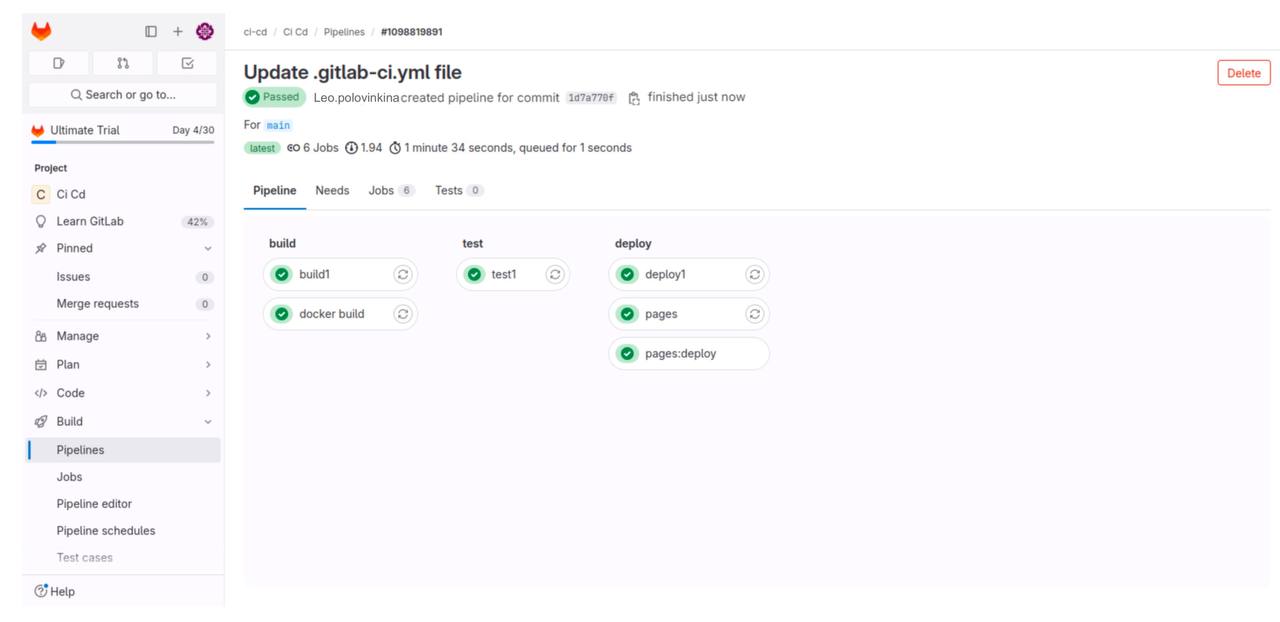 ci-cd / Ci Cd / Pipelines / #1098819891
Search or go to...
Ultimate Trial Day 4/30
Project
C Ci Cd
Learn GitLab 42%
Pinned
Issues 0
Merge requests 0
Manage
Plan
Code
Build
Pipelines
Jobs
Pipeline editor
Pipeline schedules
Test cases
Help
Update .gitlab-ci.yml file
Delete
Passed Leo.polovinkina created pipeline for commit 1d7a770f finished just now
For main
latest 6 Jobs 1.94 1 minute 34 seconds, queued for 1 seconds
Pipeline Needs Jobs 6 Tests 0
build
build1
docker build
test
test1
deploy
deploy1
pages
pages:deploy